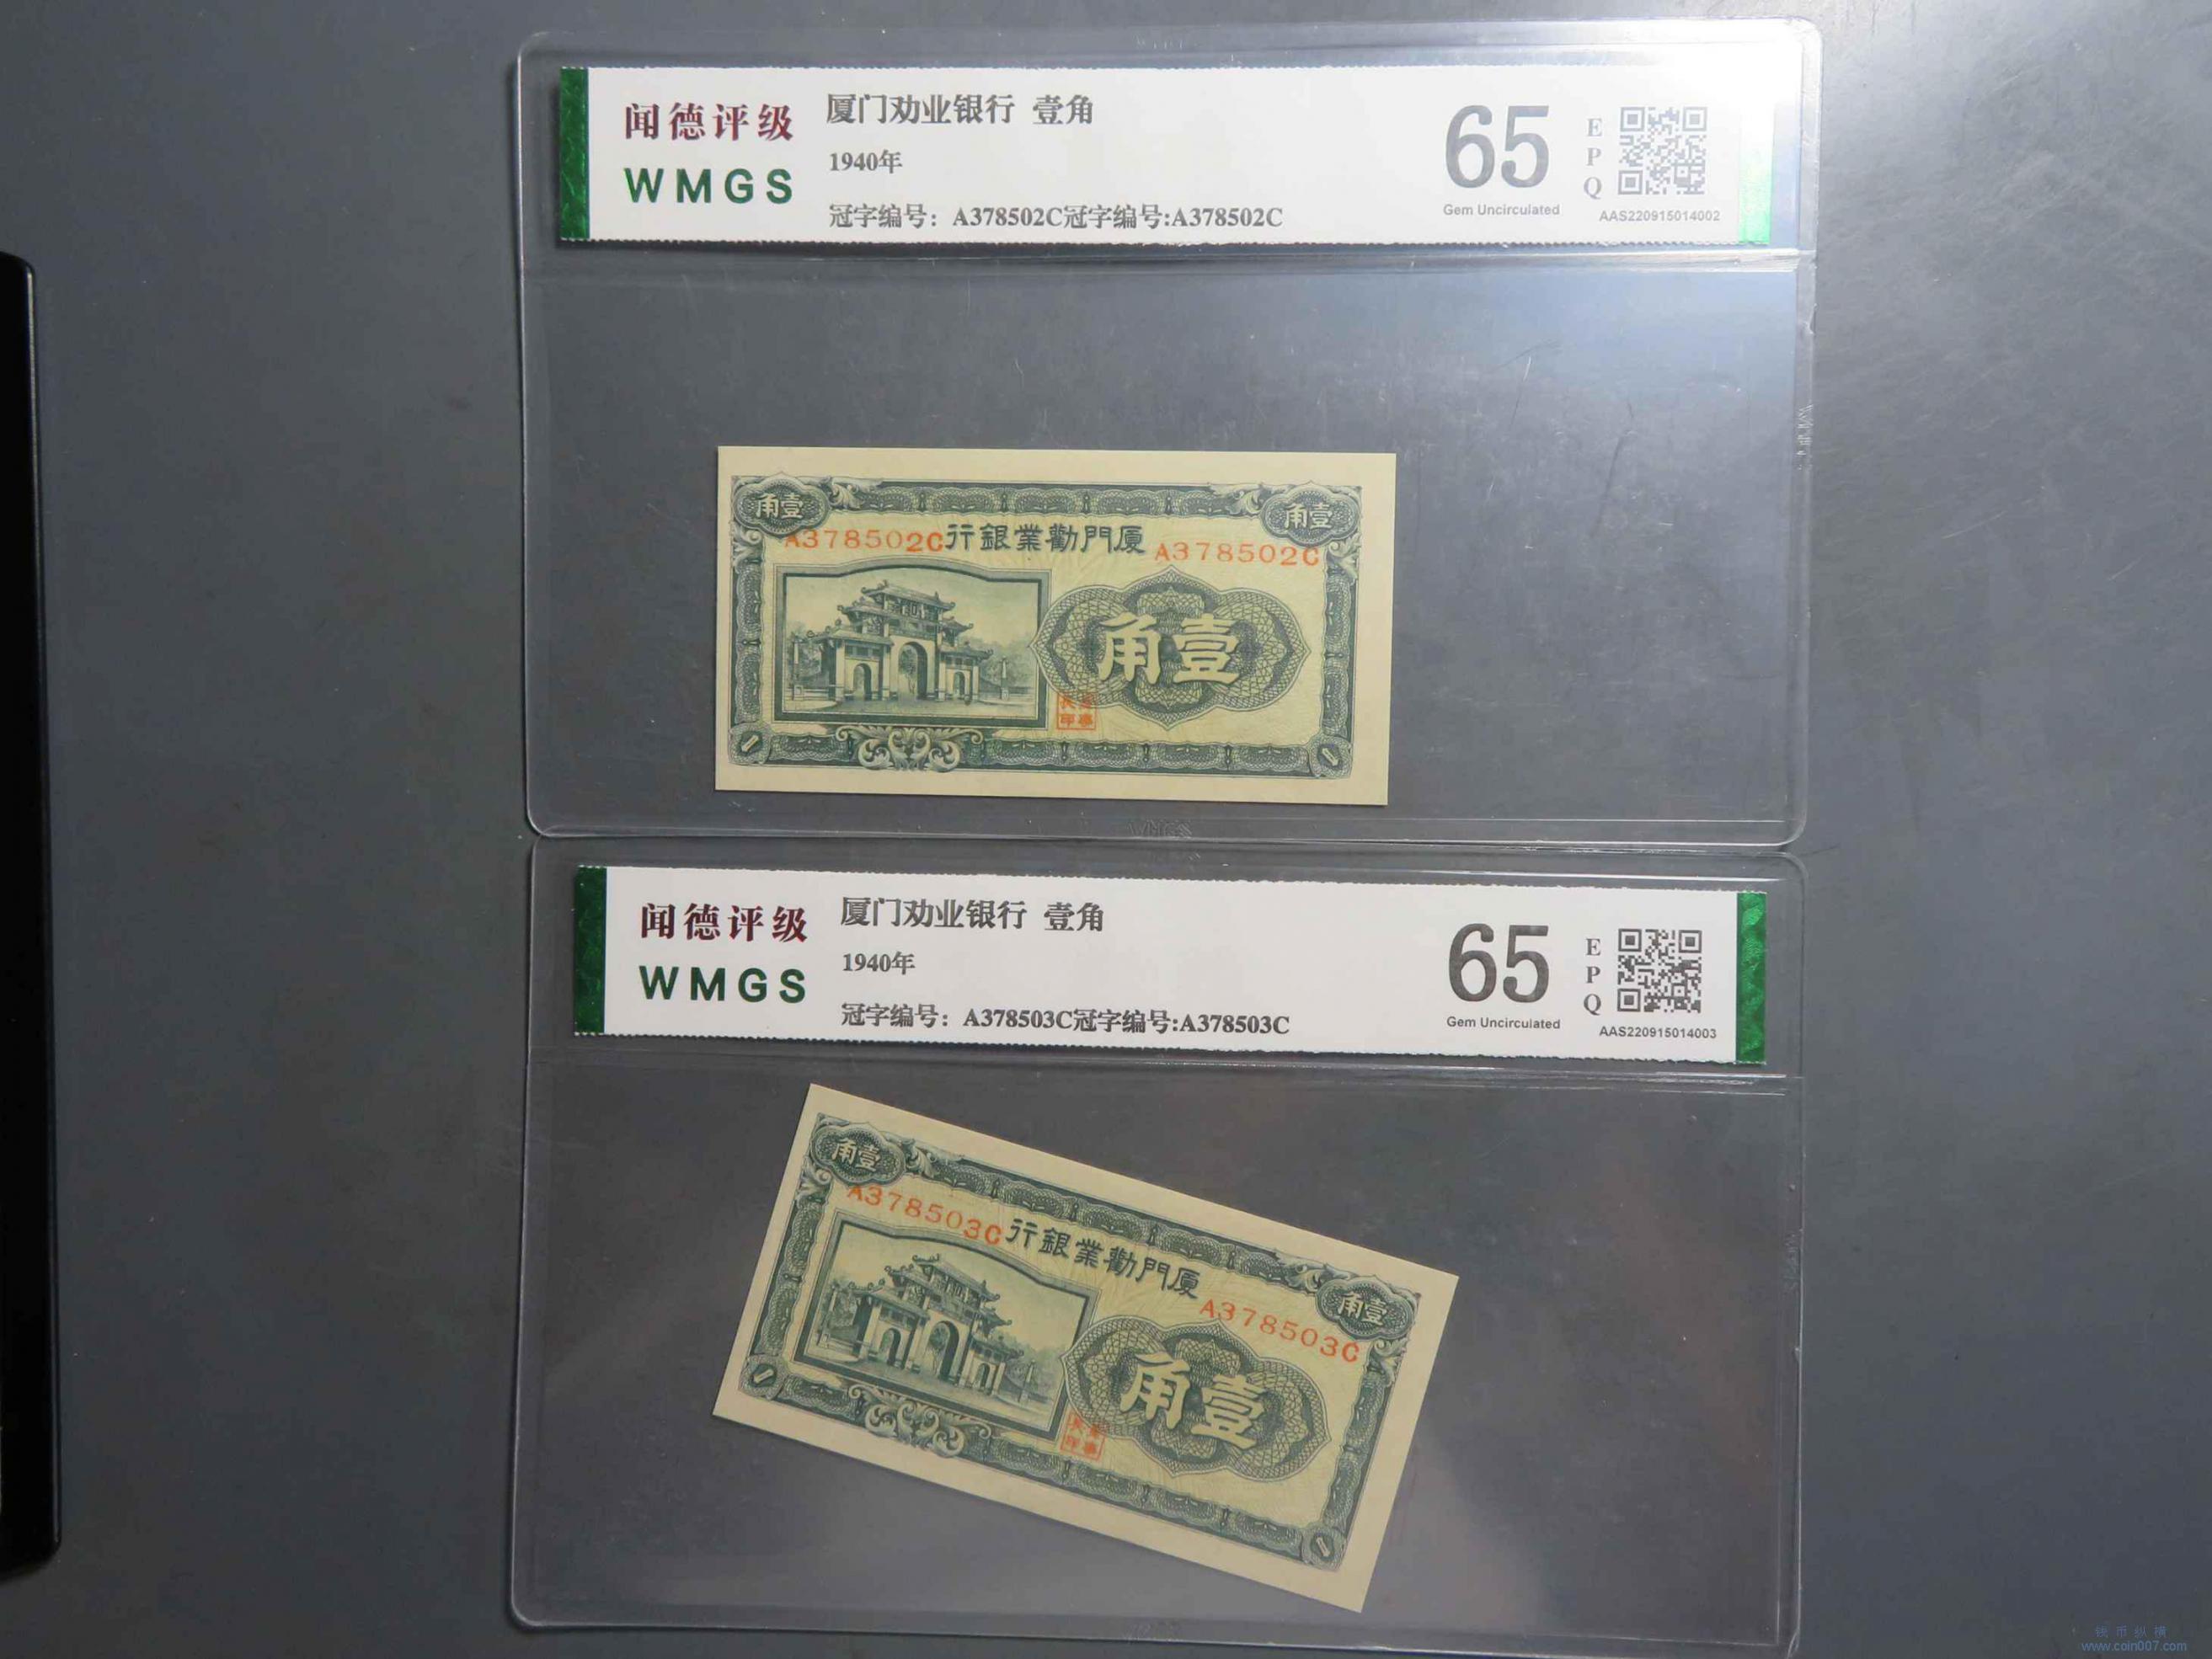 闻德评级
WMGS
厦门劝业银行 壹角
1940年
冠字编号: A378502C冠字编号:A378502C
65
EPQ
Gem Uncirculated
AAS220915014002
角壹
角壹
A378502C
行銀業勸門厦
A378502C
角壹
闻德评级
WMGS
厦门劝业银行 壹角
1940年
冠字编号: A378503C冠字编号:A378503C
65
EPQ
Gem Uncirculated
AAS220915014003
角壹
A378503C
行銀業勸門厦
角壹
A378503C
角壹
钱币纵横
www.coin007.com